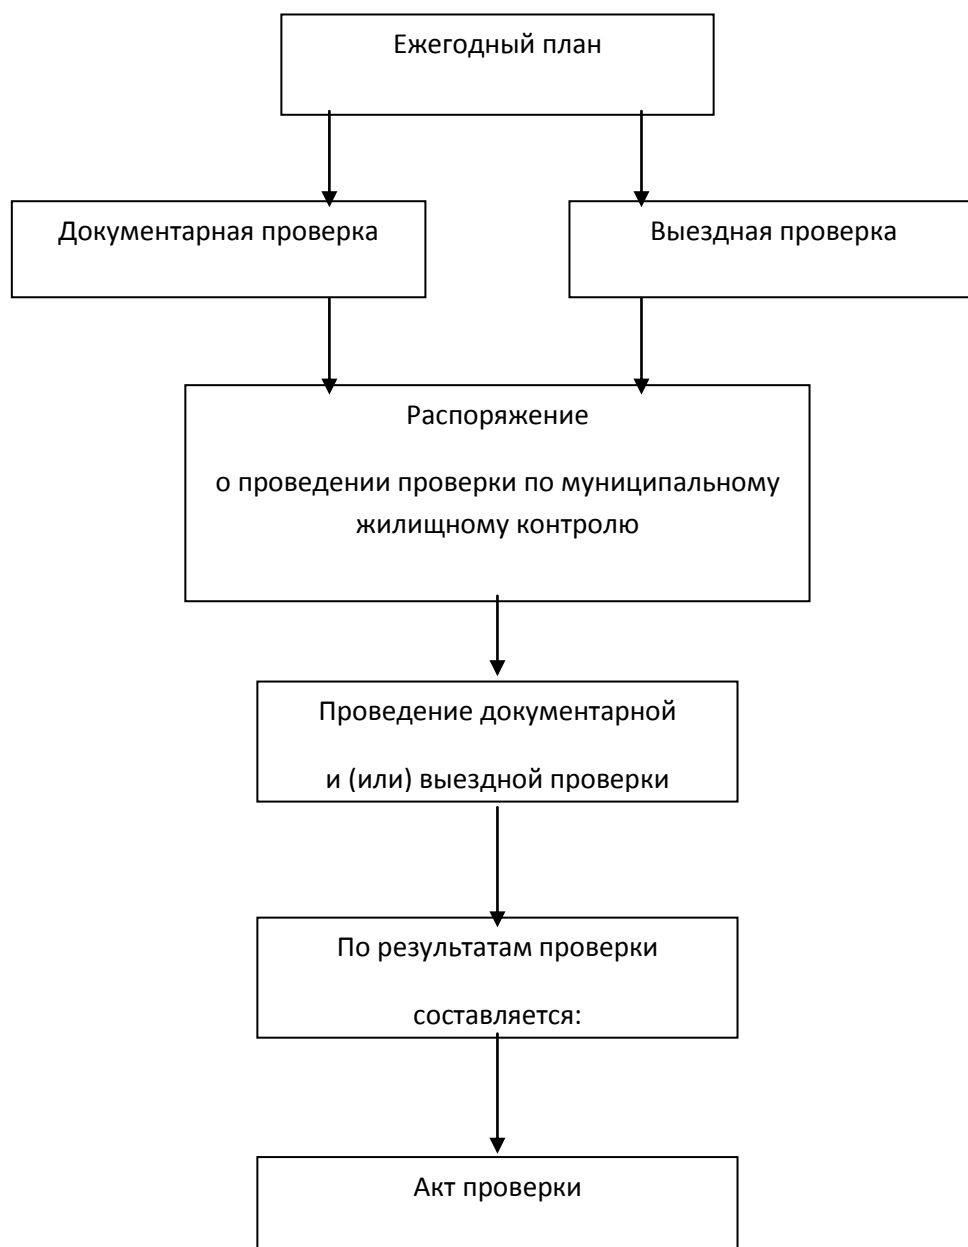 Ежегодный план
Документарная проверка
Выездная проверка
Распоряжение
о проведении проверки по муниципальному
жилищному контролю
Проведение документарной
и (или) выездной проверки
По результатам проверки
составляется:
Акт проверки